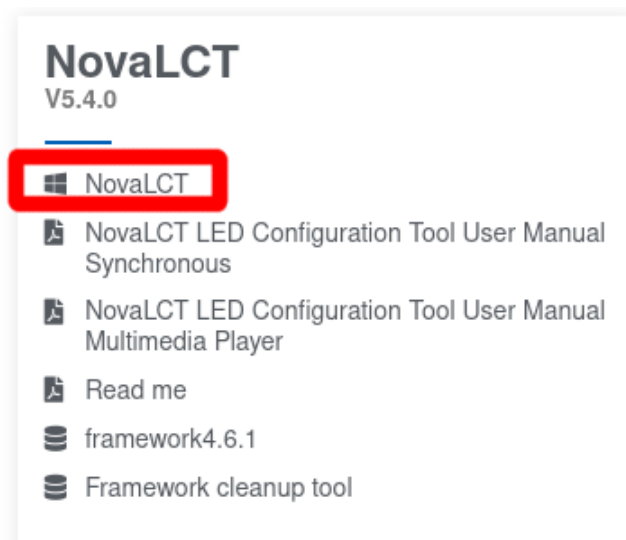 NovaLCT
V5.4.0
NovaLCT
NovaLCT LED Configuration Tool User Manual
Synchronous
NovaLCT LED Configuration Tool User Manual
Multimedia Player
Read me
framework4.6.1
Framework cleanup tool